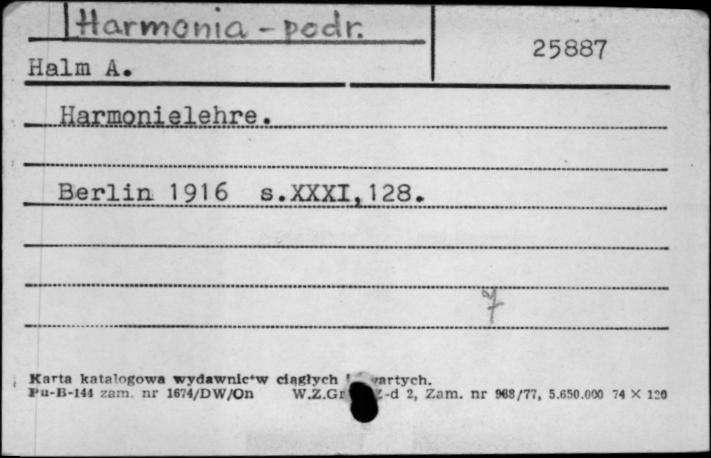 Harmonia - podr.
25887
Halm A.
Harmonielehre.
Berlin 1916 s.XXXI,128.
7
Karta katalogowa wydawnictw ciągłych
Pu-B-144 zam. nr 1674/DW/On W.Z.Gr Z-d 2, Zam. nr 968/77, 5.650.000 74 × 120